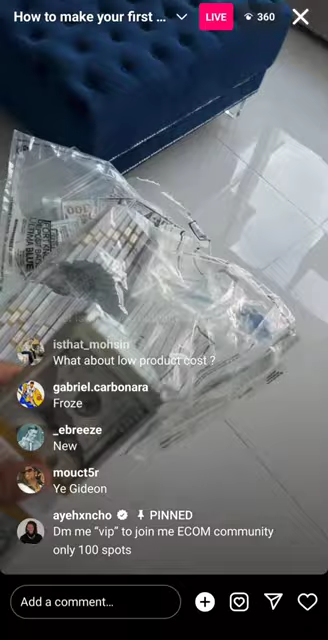 How to make your first ...
LIVE
360
isthat_mohsin
What about low product cost ?
gabriel.carbonara
Froze
_ebreeze
New
mouct5r
Ye Gideon
ayehxncho PINNED
Dm me “vip” to join me ECOM community
only 100 spots
Add a comment...